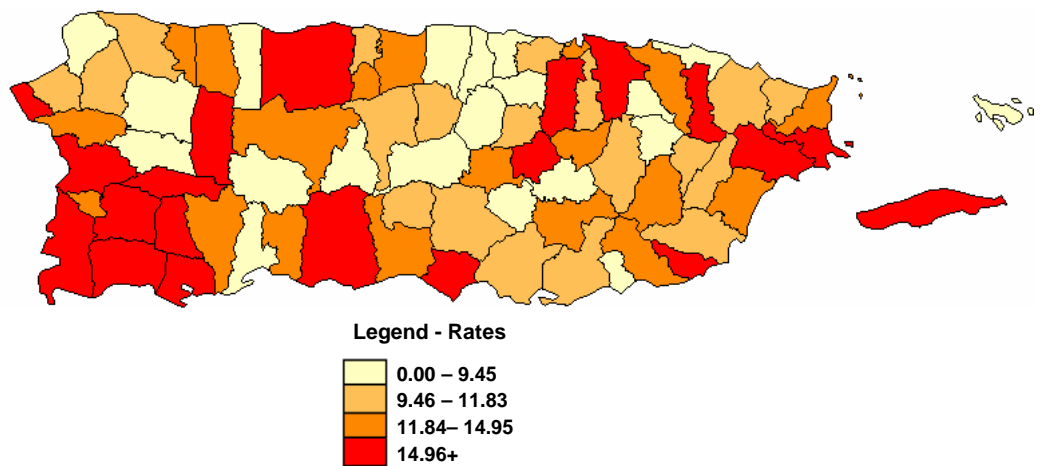 Legend - Rates
0.00 – 9.45
9.46 – 11.83
11.84– 14.95
14.96+